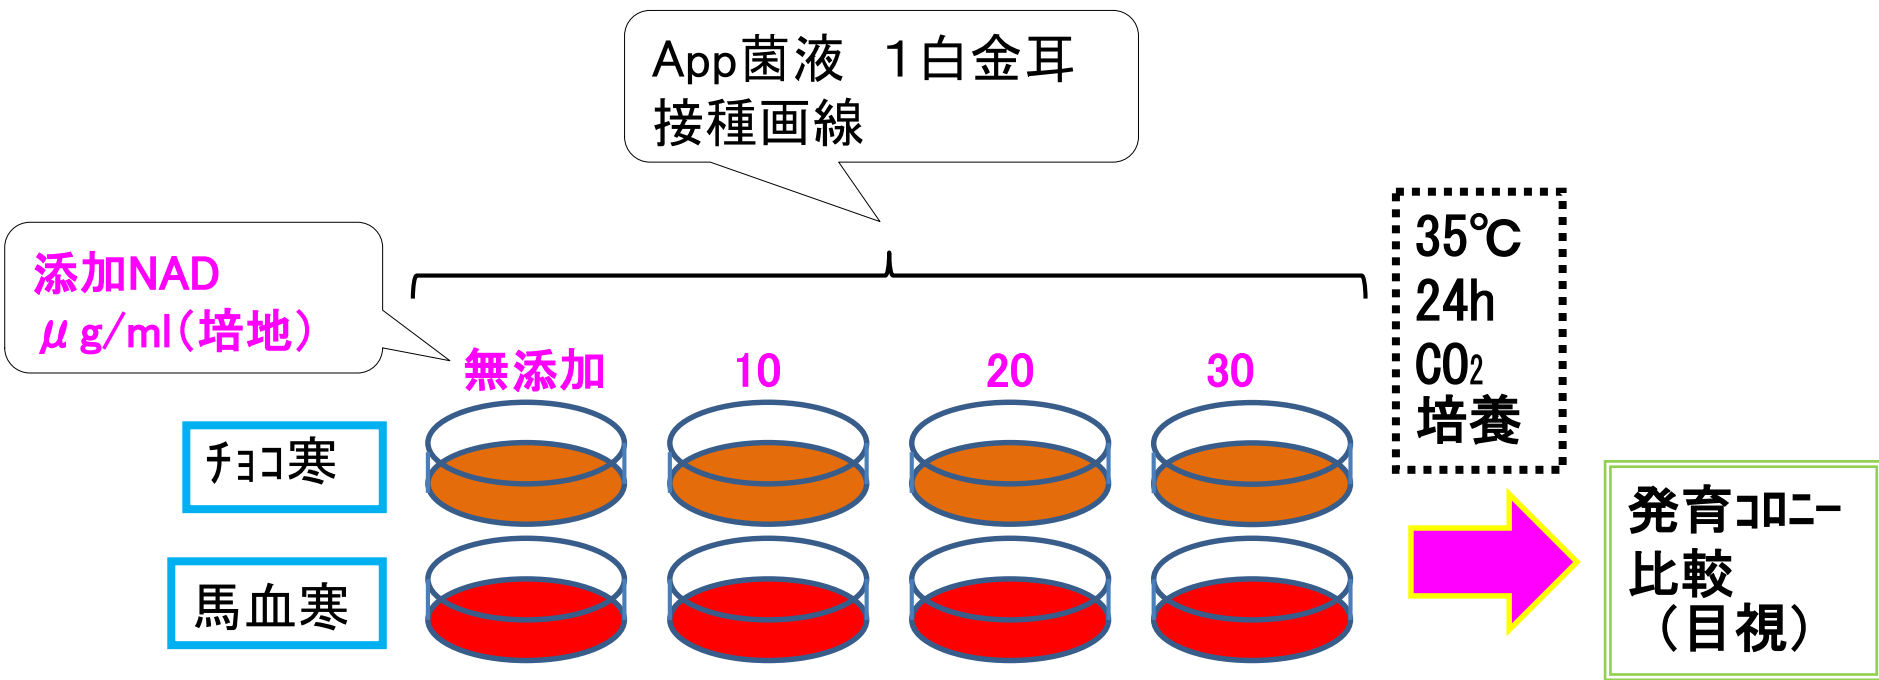 App菌液　１白金耳
接種画線
添加NAD
μg/ml(培地)
無添加　10　20　30
35℃
24h
CO₂
培養
ﾁｮｺ寒
馬血寒
発育ｺﾛﾆｰ
比較
（目視）